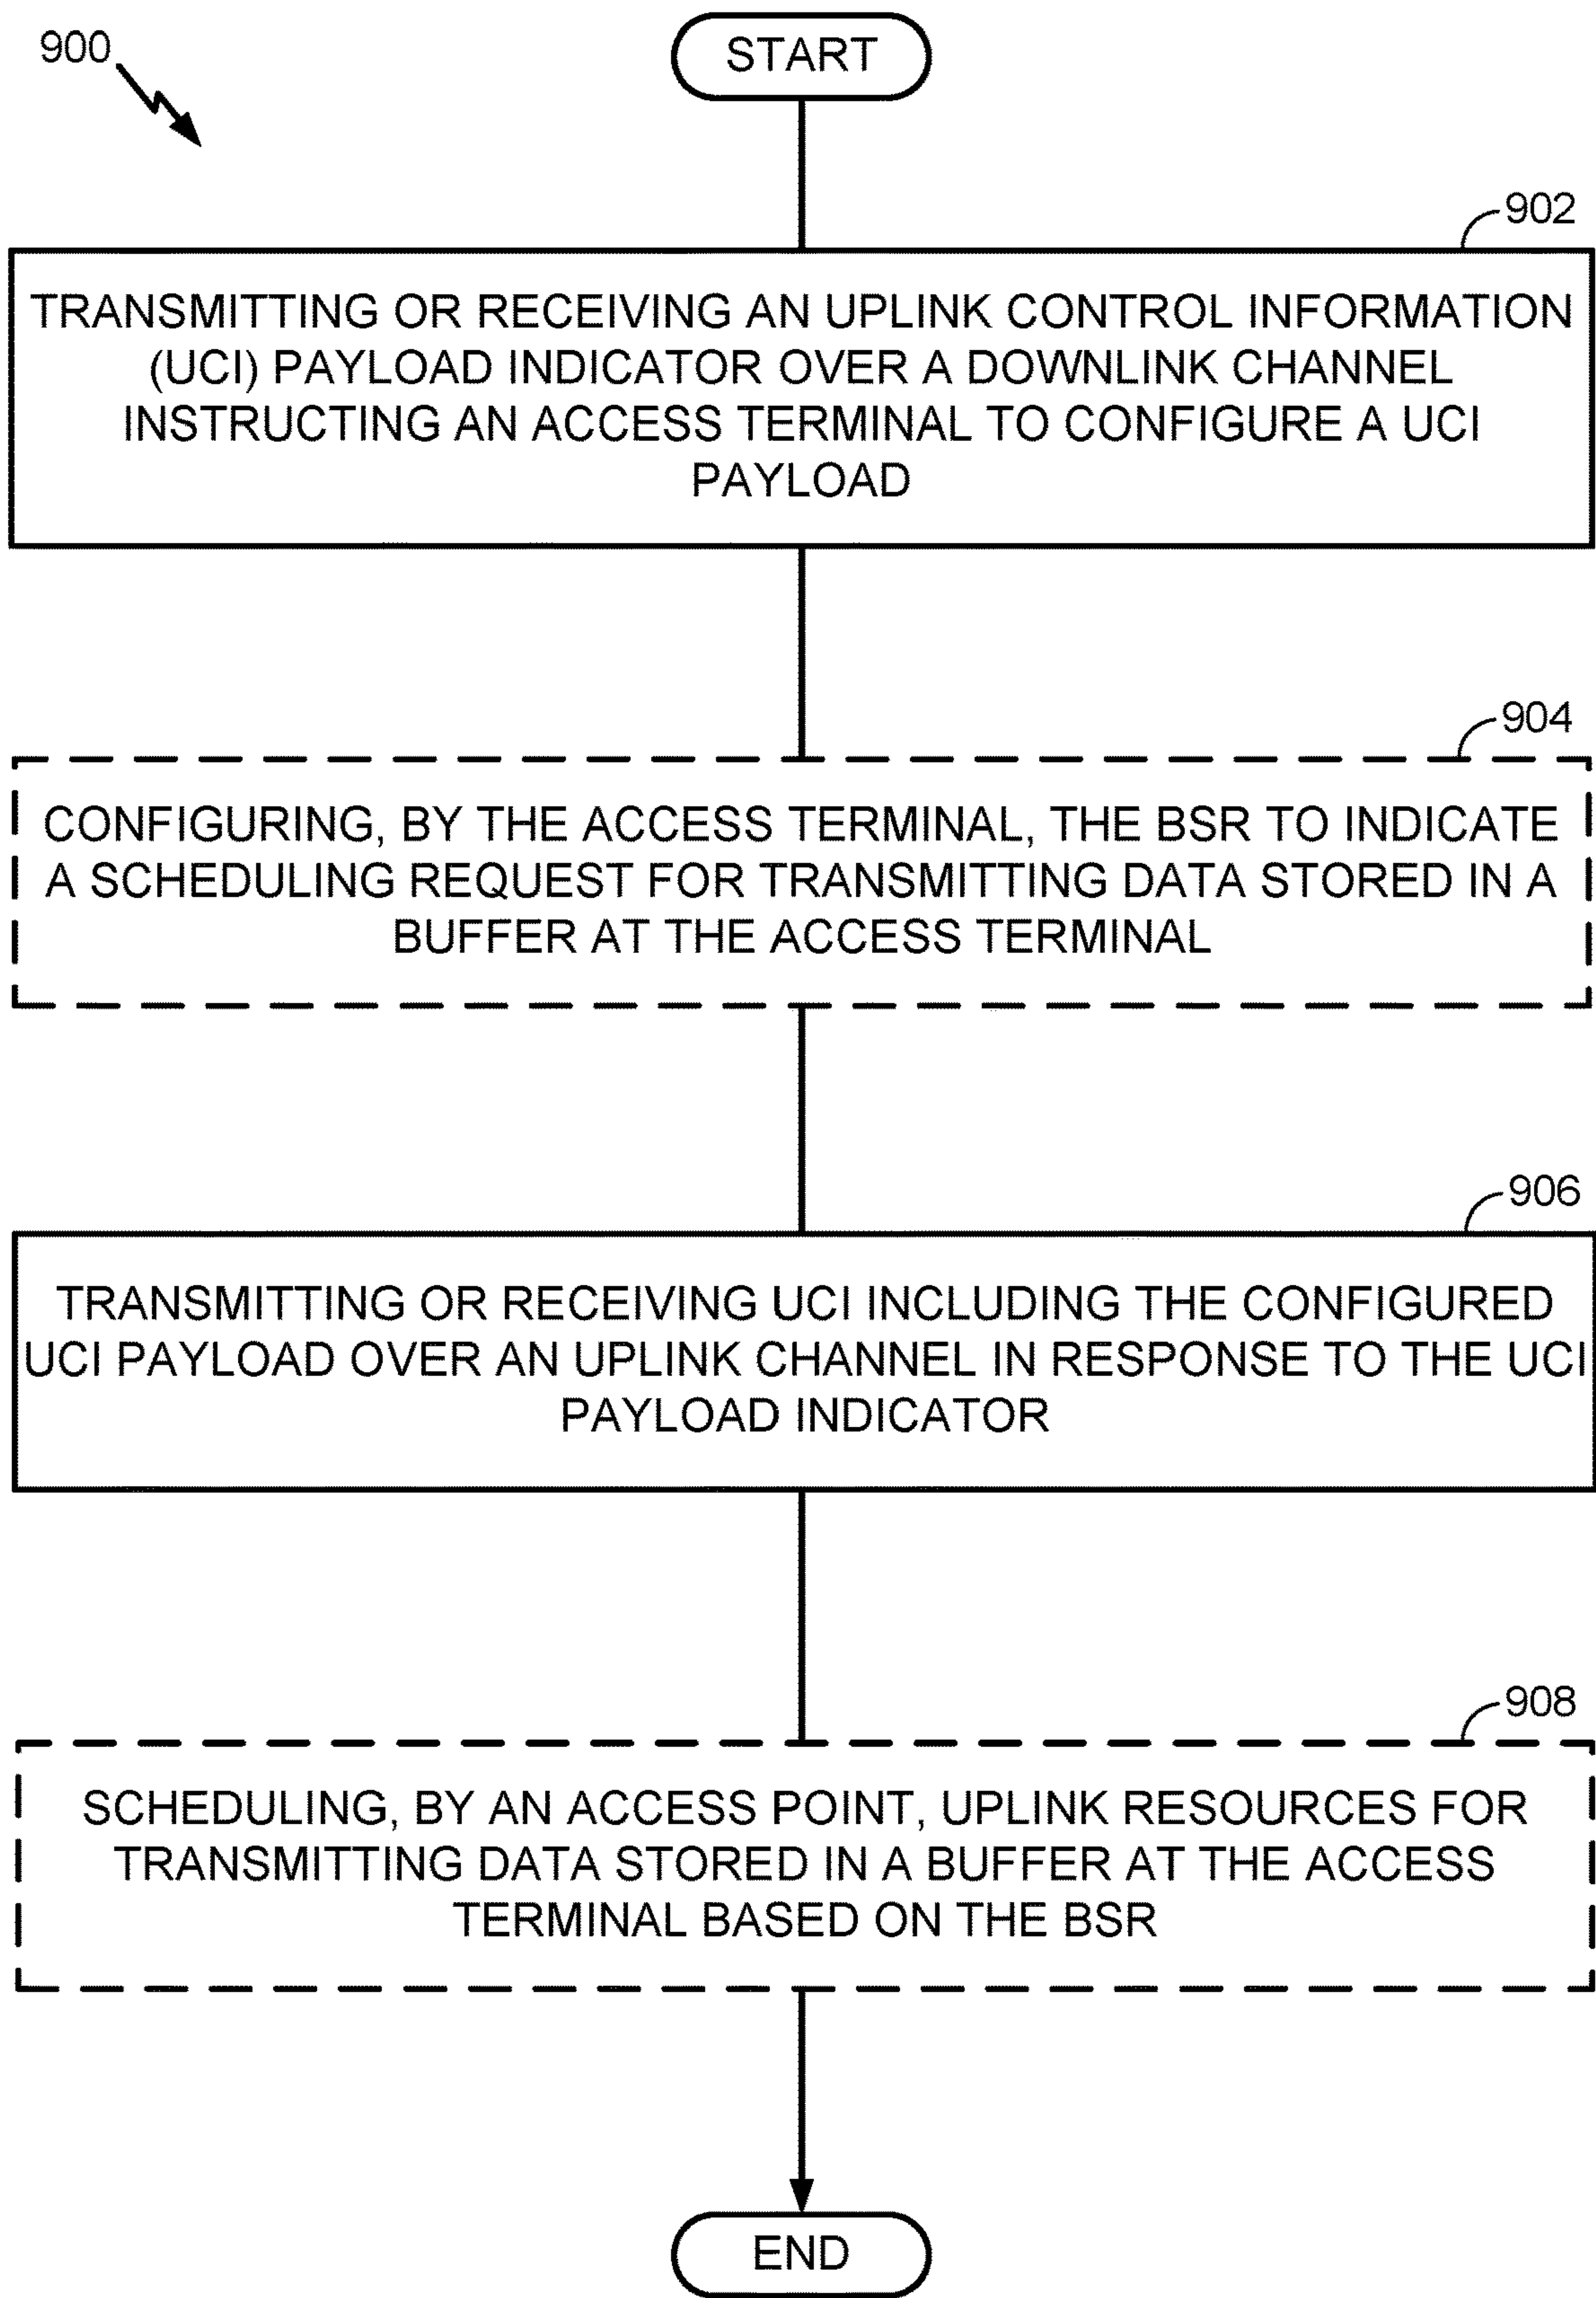 900
START
902
TRANSMITTING OR RECEIVING AN UPLINK CONTROL INFORMATION
(UCI) PAYLOAD INDICATOR OVER A DOWNLINK CHANNEL
INSTRUCTING AN ACCESS TERMINAL TO CONFIGURE A UCI
PAYLOAD
904
CONFIGURING, BY THE ACCESS TERMINAL, THE BSR TO INDICATE
A SCHEDULING REQUEST FOR TRANSMITTING DATA STORED IN A
BUFFER AT THE ACCESS TERMINAL
906
TRANSMITTING OR RECEIVING UCI INCLUDING THE CONFIGURED
UCI PAYLOAD OVER AN UPLINK CHANNEL IN RESPONSE TO THE UCI
PAYLOAD INDICATOR
908
SCHEDULING, BY AN ACCESS POINT, UPLINK RESOURCES FOR
TRANSMITTING DATA STORED IN A BUFFER AT THE ACCESS
TERMINAL BASED ON THE BSR
END